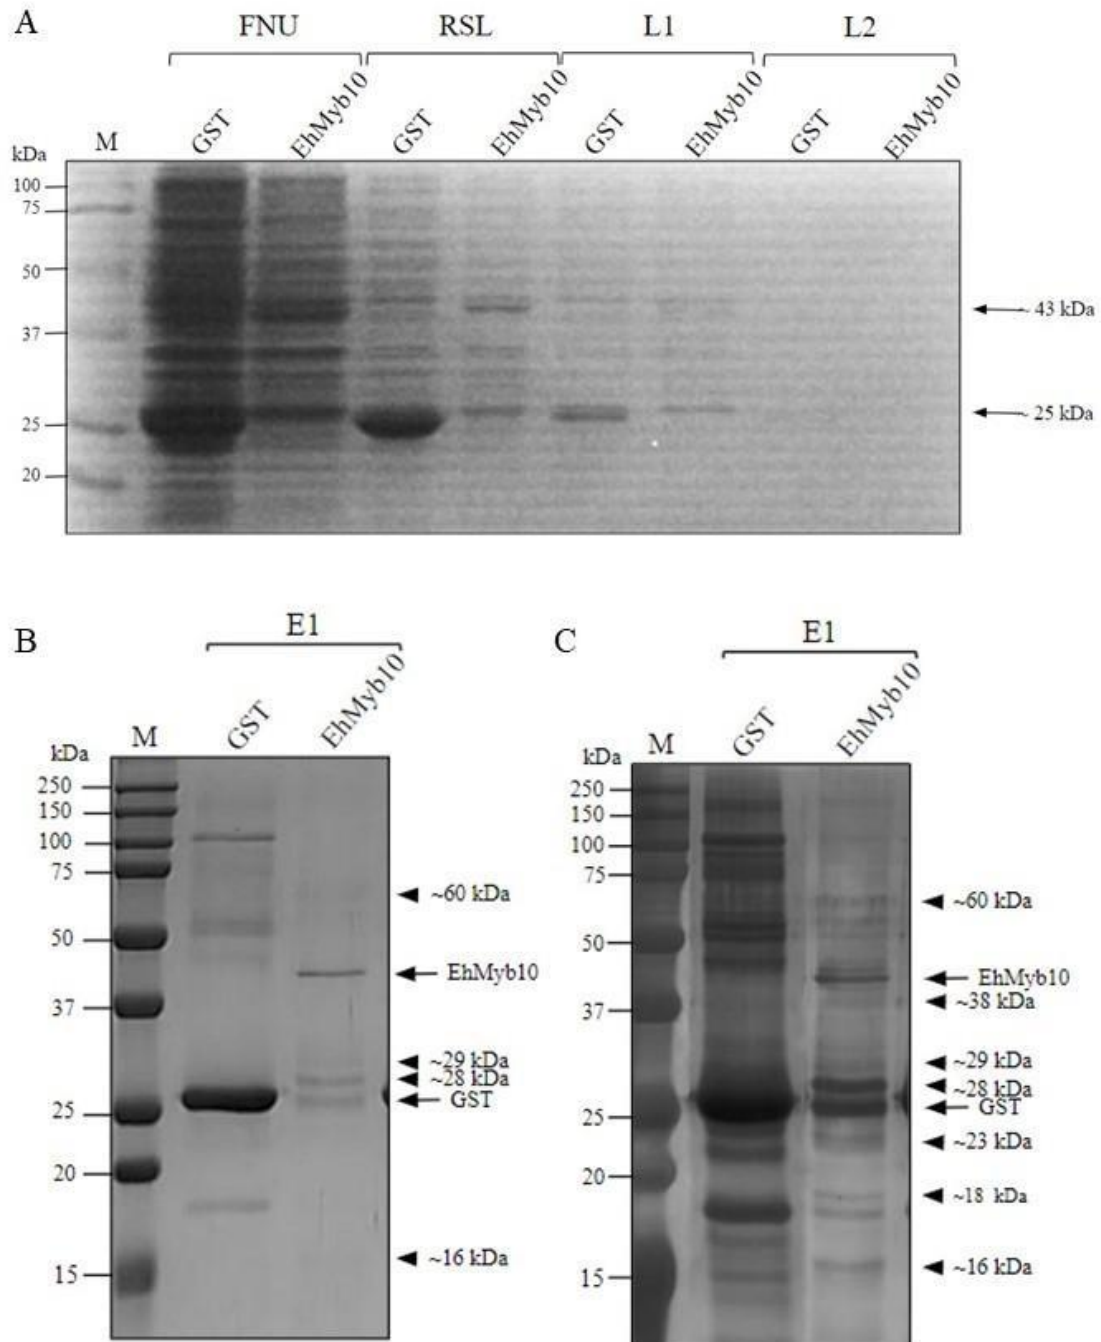 A
FNU RSL L1 L2
M GST EhMyb10 GST EhMyb10 GST EhMyb10 GST EhMyb10
kDa
100
75
50
37
25
20
~ 43 kDa
~ 25 kDa
B
E1
M GST EhMyb10
kDa
250
150
100
75
50
37
25
20
15
~60 kDa
EhMyb10
~29 kDa
~28 kDa
GST
~16 kDa
C
E1
M GST EhMyb10
kDa
250
150
100
75
50
37
25
20
15
~60 kDa
EhMyb10
~38 kDa
~29 kDa
~28 kDa
GST
~23 kDa
~18 kDa
~16 kDa